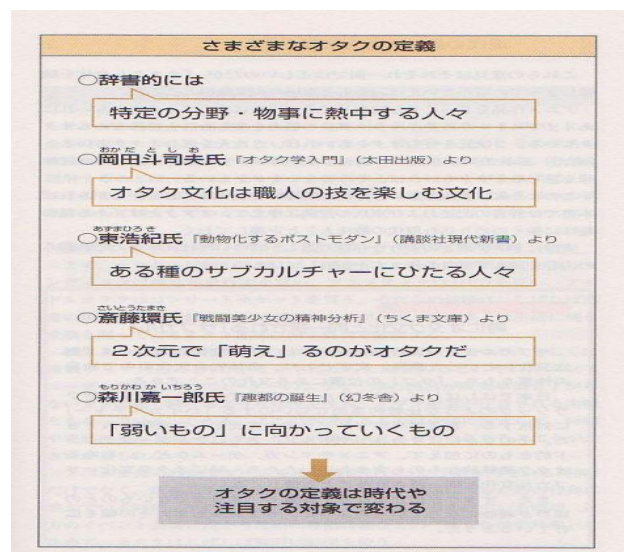 さまざまなオタクの定義
○辞書的には
特定の分野・物事に熱中する人々
おかだとしお
○岡田斗司夫氏『オタク学入門』(太田出版)より
オタク文化は職人の技を楽しむ文化
あずまひろき
○東浩紀氏『動物化するポストモダン』(講談社現代新書)より
ある種のサブカルチャーにひたる人々
さいとうたまき
○斎藤環氏『戦闘美少女の精神分析』(ちくま文庫)より
2次元で「萌え」るのがオタクだ
もりかわかいちろう
○森川嘉一郎氏『趣都の誕生』(幻冬舎)より
「弱いもの」に向かっていくもの
オタクの定義は時代や
注目する対象で変わる